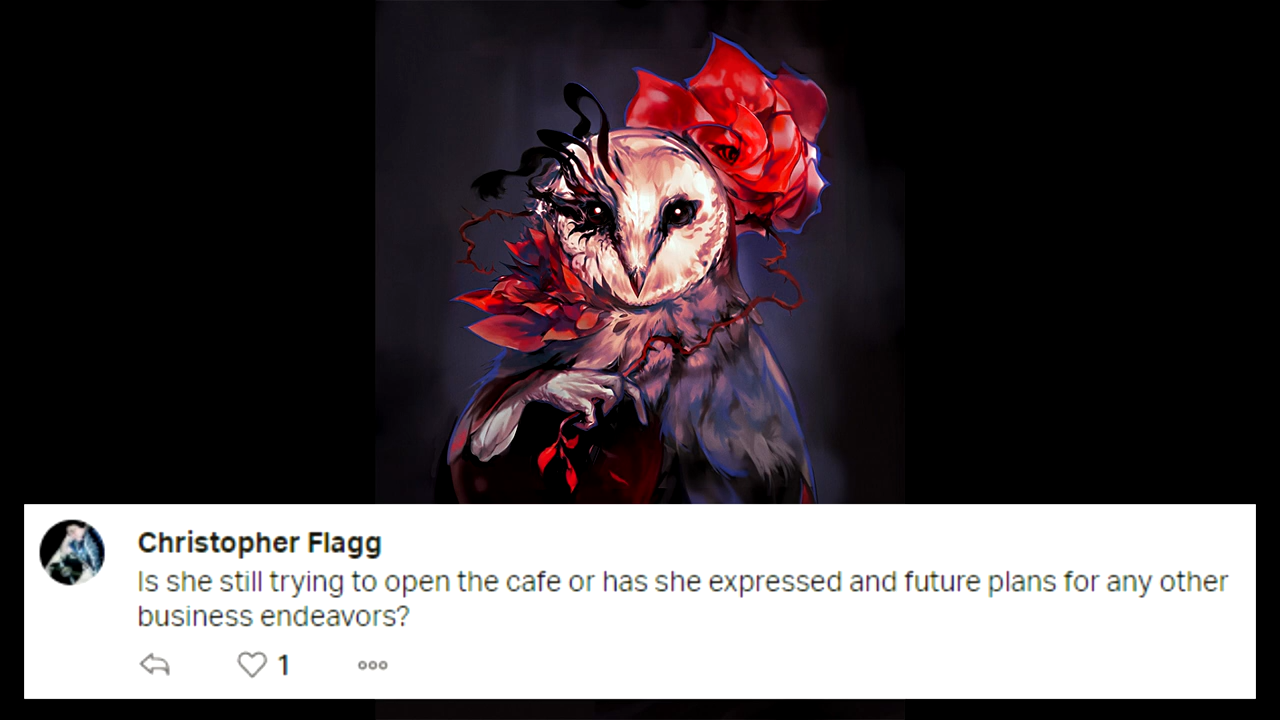 Christopher Flagg
Is she still trying to open the cafe or has she expressed and future plans for any other
business endeavors?
1